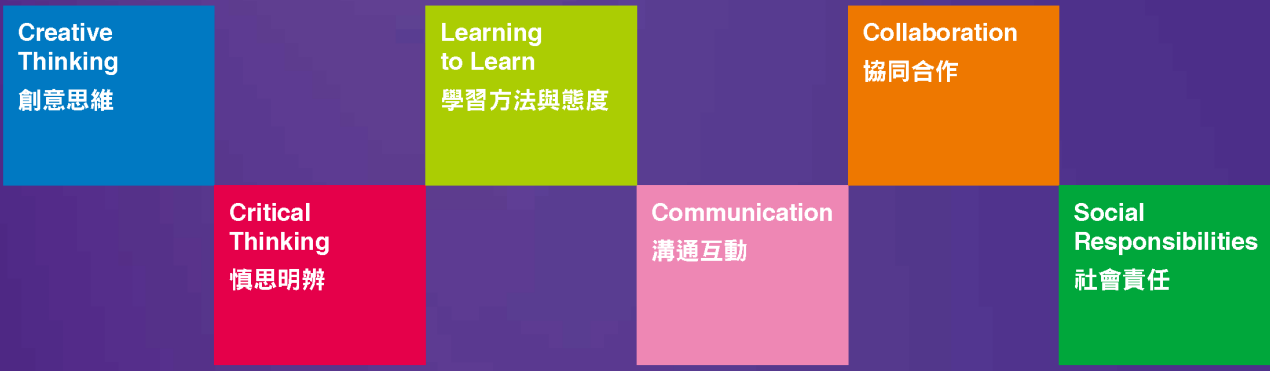 Creative
Thinking
創意思維
Critical
Thinking
慎思明辨
Learning
to Learn
學習方法與態度
Communication
溝通互動
Collaboration
協同合作
Social
Responsibilities
社會責任